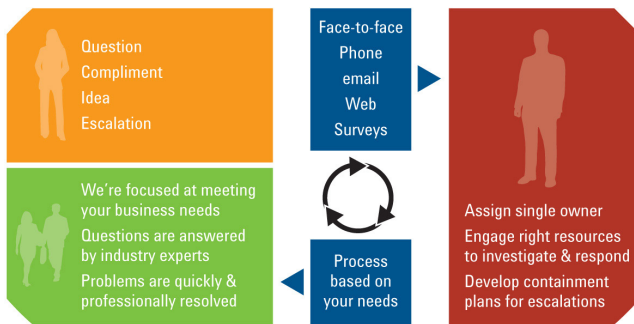 Question
Compliment
Idea
Escalation
Face-to-face
Phone
email
Web
Surveys
Assign single owner
Engage right resources
to investigate & respond
Develop containment
plans for escalations
Process
based on
your needs
We're focused at meeting
your business needs
Questions are answered
by industry experts
Problems are quickly &
professionally resolved